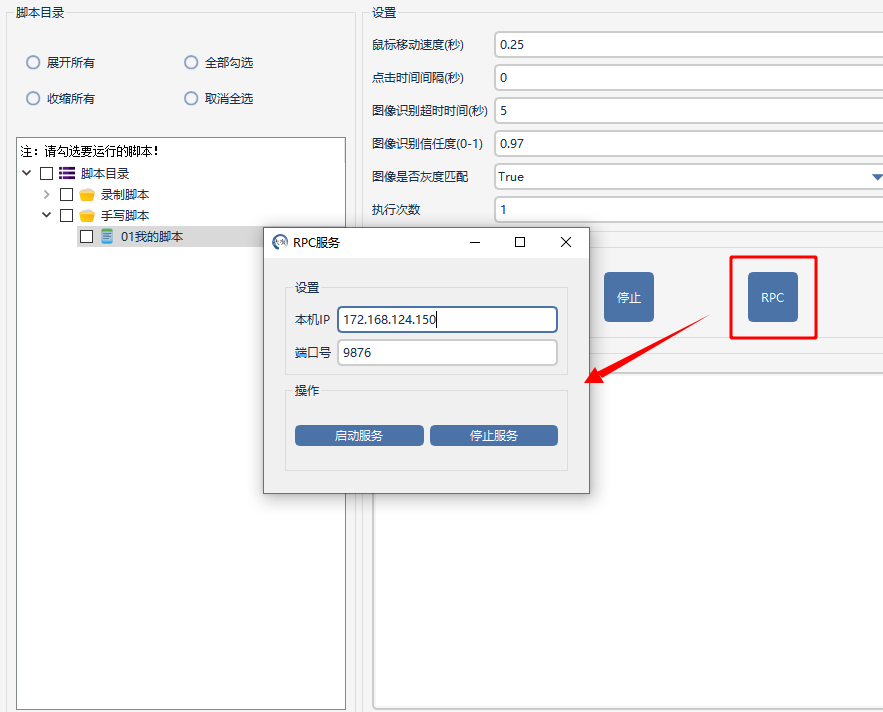 脚本目录
展开所有
全部勾选
收缩所有
取消全选
注：请勾选要运行的脚本！
脚本目录
录制脚本
手写脚本
01我的脚本
设置
鼠标移动速度(秒)
0.25
点击时间间隔(秒)
0
图像识别超时时间(秒)
5
图像识别信任度(0-1)
0.97
图像是否灰度匹配
True
执行次数
1
停止
RPC
RPC服务
设置
本机IP
172.168.124.150
端口号
9876
操作
启动服务
停止服务